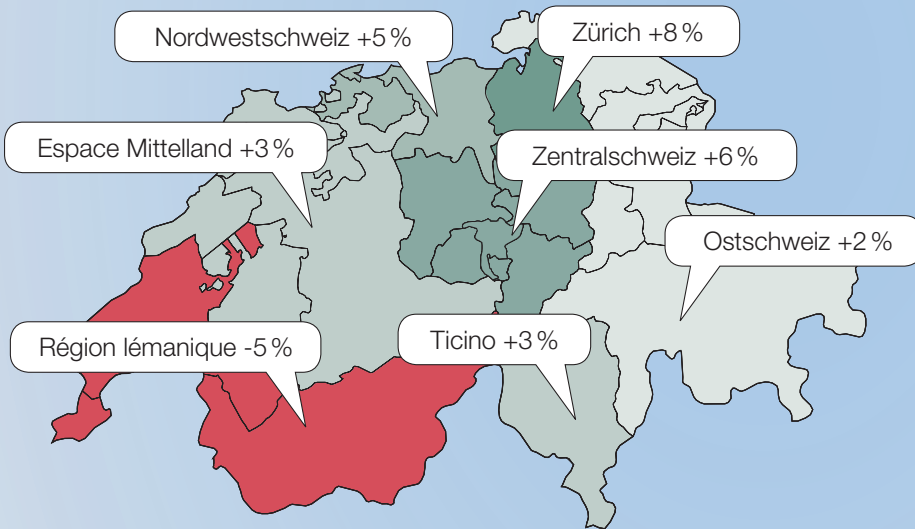 Nordwestschweiz +5 %
Zürich +8 %
Espace Mittelland +3 %
Zentralschweiz +6 %
Ostschweiz +2 %
Région lémanique -5 %
Ticino +3 %